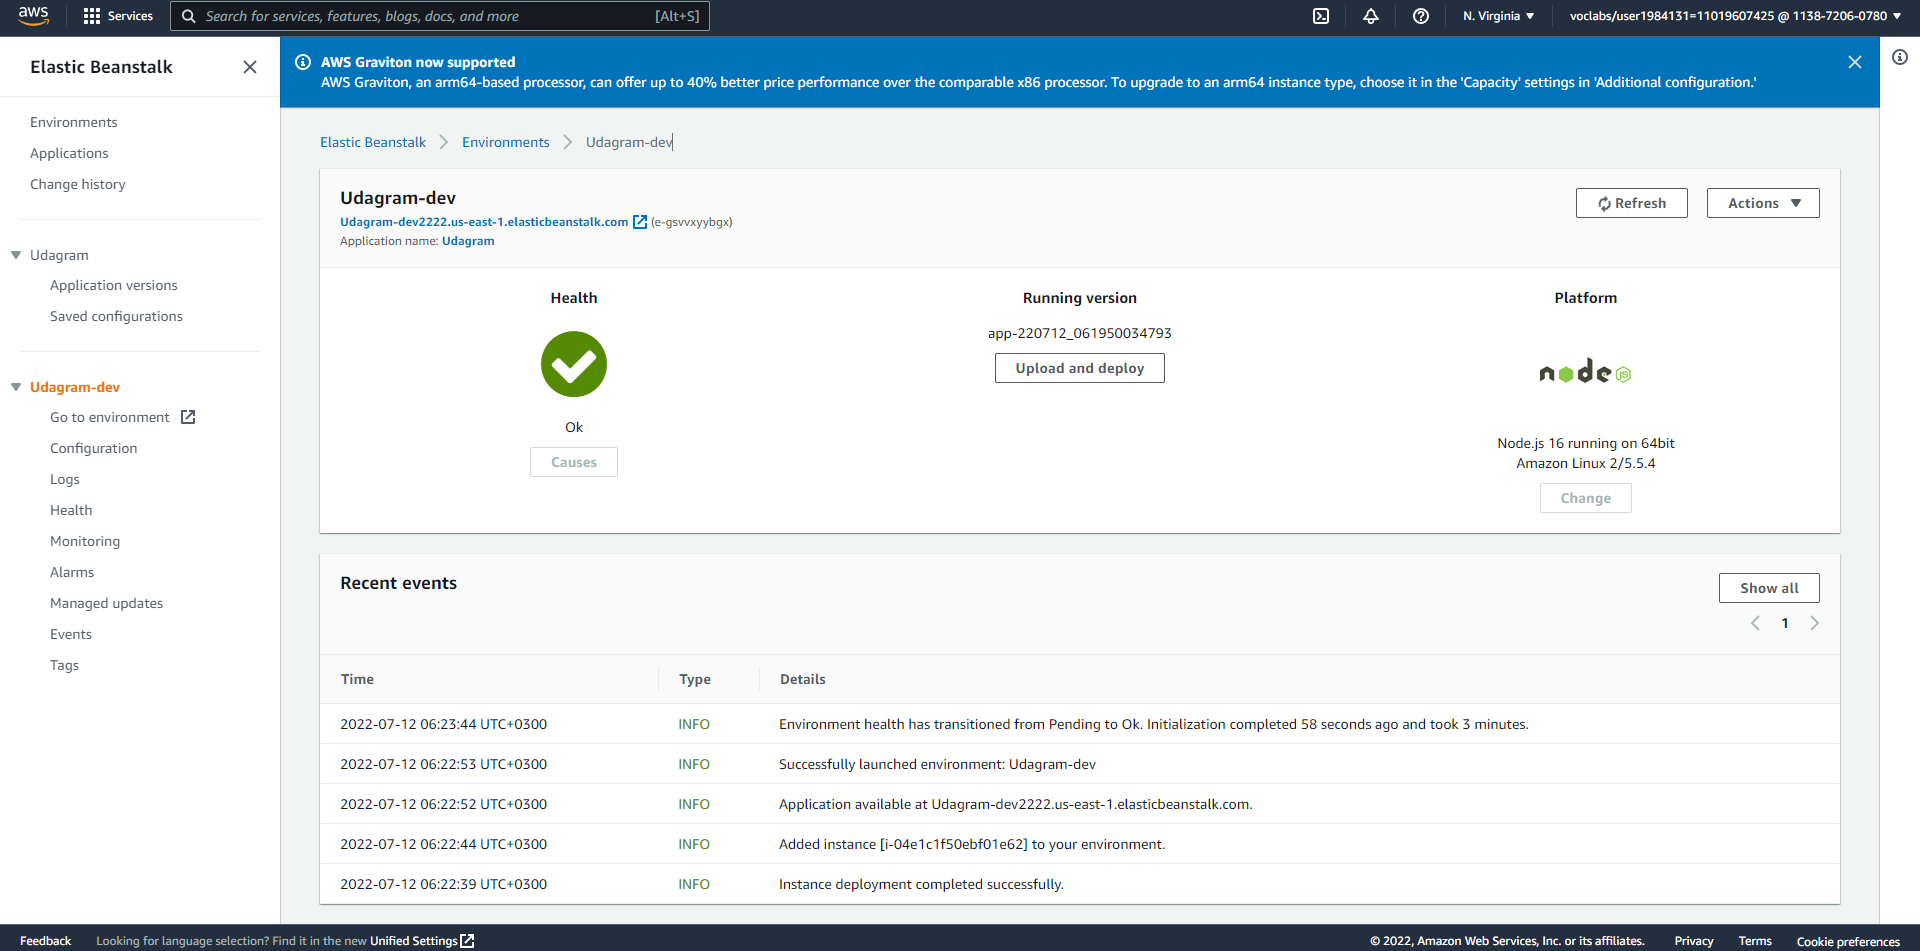 aws
Services
Search for services, features, blogs, docs, and more [Alt+S]
N. Virginia ▼
voclabs/user1984131=11019607425 @ 1138-7206-0780 ▼
Elastic Beanstalk
Environments
Applications
Change history
Udagram
Application versions
Saved configurations
Udagram-dev
Go to environment
Configuration
Logs
Health
Monitoring
Alarms
Managed updates
Events
Tags
AWS Graviton now supported
AWS Graviton, an arm64-based processor, can offer up to 40% better price performance over the comparable x86 processor. To upgrade to an arm64 instance type, choose it in the 'Capacity' settings in 'Additional configuration.'
Elastic Beanstalk > Environments > Udagram-dev
Udagram-dev
Udagram-dev2222.us-east-1.elasticbeanstalk.com (e-gsvvxyybgx)
Application name: Udagram
Refresh
Actions ▼
Health
Ok
Causes
Running version
app-220712_061950034793
Upload and deploy
Platform
node JS
Node.js 16 running on 64bit
Amazon Linux 2/5.5.4
Change
Recent events
Show all
< 1 >
Time Type Details
2022-07-12 06:23:44 UTC+0300 INFO Environment health has transitioned from Pending to Ok. Initialization completed 58 seconds ago and took 3 minutes.
2022-07-12 06:22:53 UTC+0300 INFO Successfully launched environment: Udagram-dev
2022-07-12 06:22:52 UTC+0300 INFO Application available at Udagram-dev2222.us-east-1.elasticbeanstalk.com.
2022-07-12 06:22:44 UTC+0300 INFO Added instance [i-04e1c1f50ebf01e62] to your environment.
2022-07-12 06:22:39 UTC+0300 INFO Instance deployment completed successfully.
Feedback
Looking for language selection? Find it in the new Unified Settings
© 2022, Amazon Web Services, Inc. or its affiliates.
Privacy
Terms
Cookie preferences